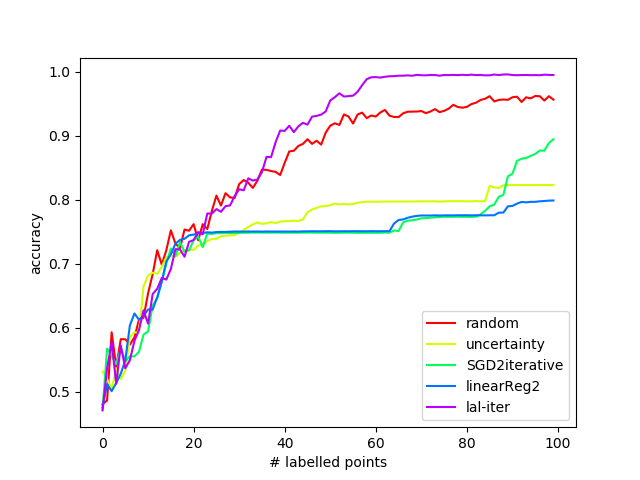 1.0
0.9
0.8
0.7
0.6
0.5
accuracy
0 20 40 60 80 100
# labelled points
random
uncertainty
SGD2iterative
linearReg2
lal-iter